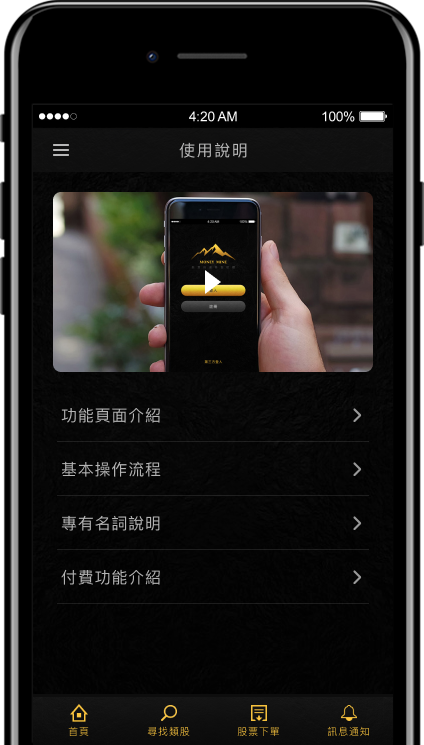 4:20 AM 100%
使用說明
MONEY MINE
功能頁面介紹
基本操作流程
專有名詞說明
付費功能介紹
首頁 尋找類股 股票下單 訊息通知